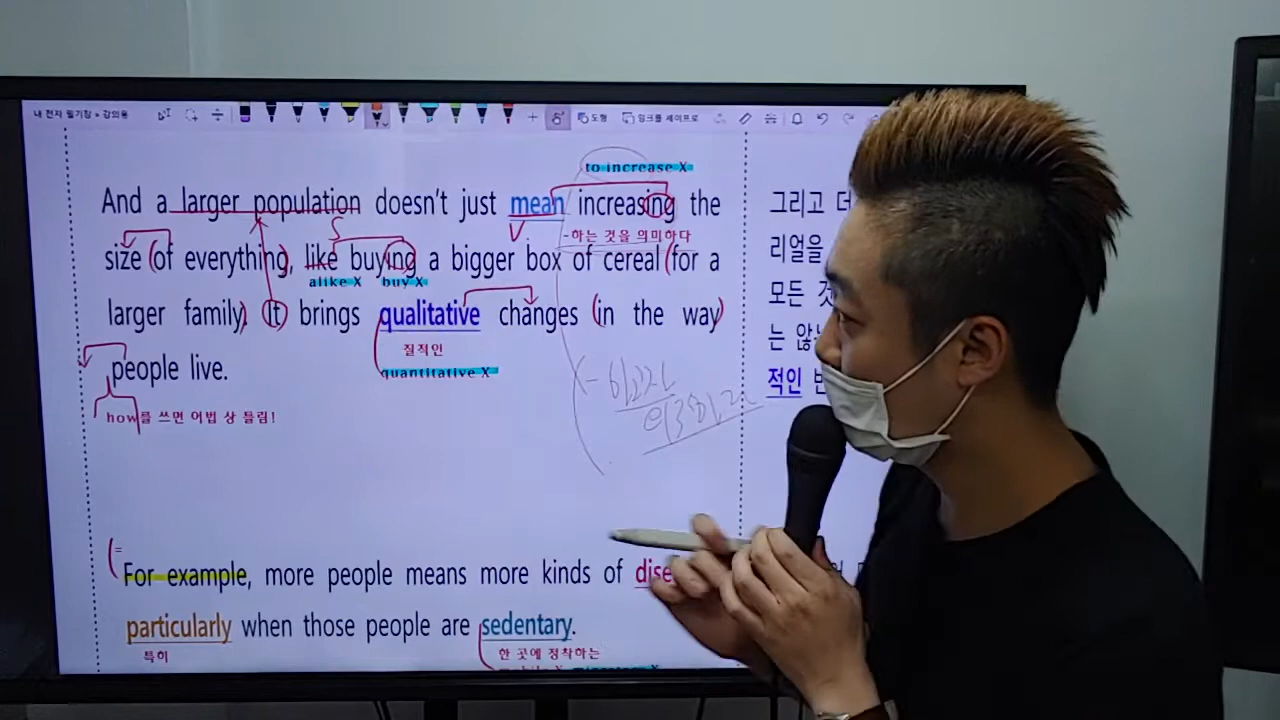 내 전자 필기장 » 강의용
도형
잉크를 셰이프로
to increase X
And a larger population doesn't just mean increasing the
-하는 것을 의미하다
size (of everything), like buying a bigger box of cereal (for a
alike X buy X
larger family). It brings qualitative changes (in the way)
질적인
quantitative X
people live.
how를 쓰면 어법 상 틀림!
For example, more people means more kinds of
particularly when those people are sedentary.
특히
한 곳에 정착하는
그리고 더
리얼을
모든
는
적인